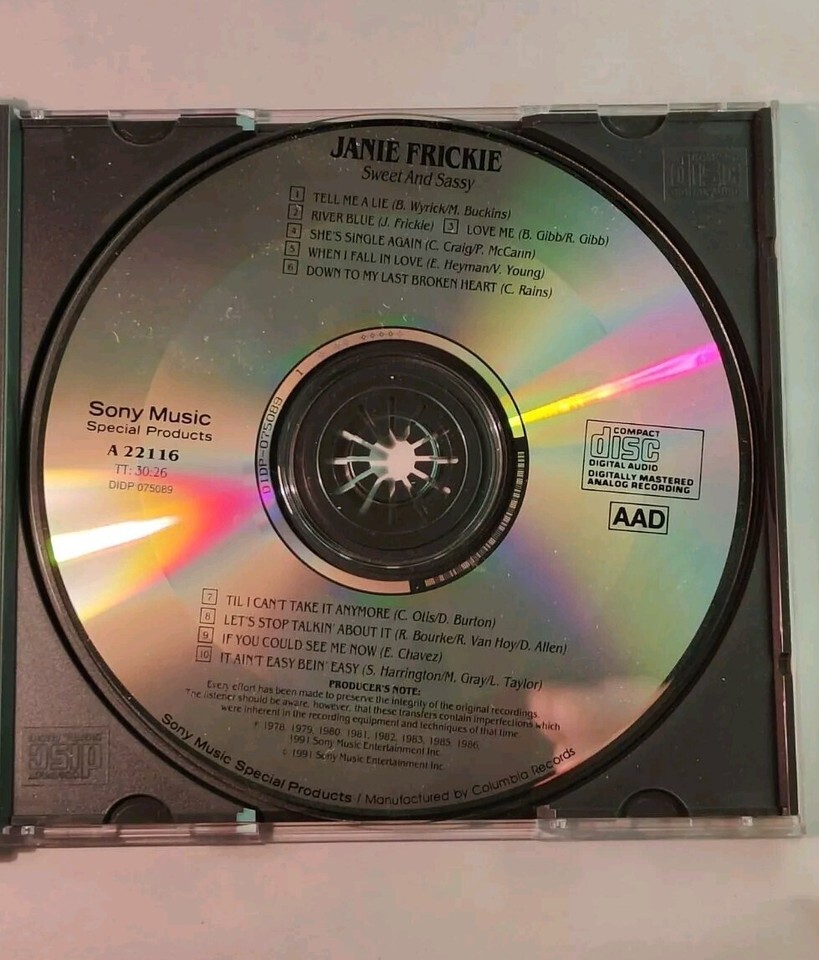 JANIE FRICKIE
Sweet And Sassy
1 TELL ME A LIE (B. Wyrick/M. Buckins)
2 RIVER BLUE (J. Frickie) 3 LOVE ME (B. Gibb/R. Gibb)
4 SHE'S SINGLE AGAIN (C. Craig/P. McCann)
5 WHEN I FALL IN LOVE (E. Heyman/V. Young)
6 DOWN TO MY LAST BROKEN HEART (C. Rains)
Sony Music
Special Products
A 22116
TT: 30:26
DIDP 075089
DIDP-075089 1
COMPACT
disc
DIGITAL AUDIO
DIGITALLY MASTERED
ANALOG RECORDING
AAD
7 TIL I CAN'T TAKE IT ANYMORE (C. Otis/D. Burton)
8 LET'S STOP TALKIN' ABOUT IT (R. Bourke/R. Van Hoy/D. Allen)
9 IF YOU COULD SEE ME NOW (E. Chavez)
10 IT AIN'T EASY BEIN' EASY (S. Harrington/M. Gray/L. Taylor)
PRODUCER'S NOTE:
Every effort has been made to preserve the integrity of the original recordings.
The listener should be aware, however, that these transfers contain imperfections which
were inherent in the recording equipment and techniques of that time.
℗ 1978, 1979, 1980, 1981, 1982, 1983, 1985, 1986,
1991 Sony Music Entertainment Inc.
© 1991 Sony Music Entertainment Inc.
Sony Music Special Products / Manufactured by Columbia Records